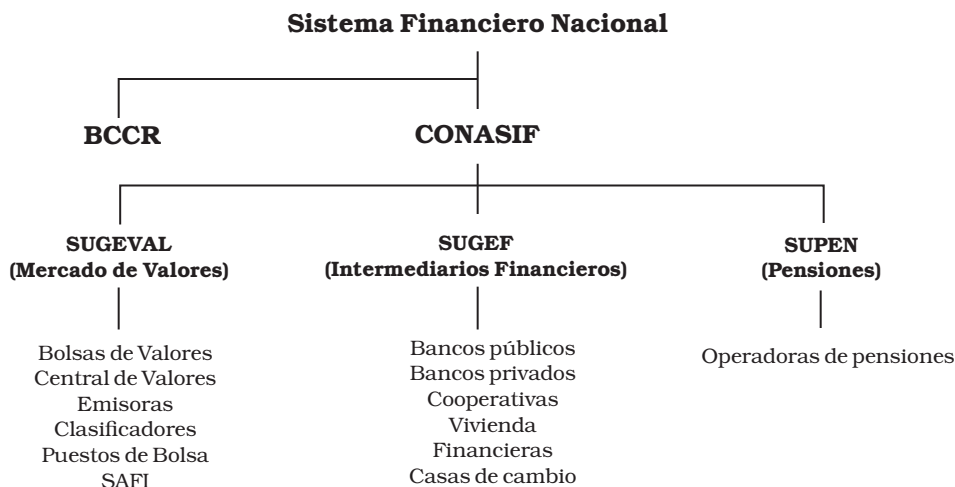 Sistema Financiero Nacional
BCCR
CONASIF
SUGEVAL
(Mercado de Valores)
SUGEF
(Intermediarios Financieros)
SUPEN
(Pensiones)
Bolsas de Valores
Central de Valores
Emisoras
Clasificadores
Puestos de Bolsa
SAFI
Bancos públicos
Bancos privados
Cooperativas
Vivienda
Financieras
Casas de cambio
Operadoras de pensiones